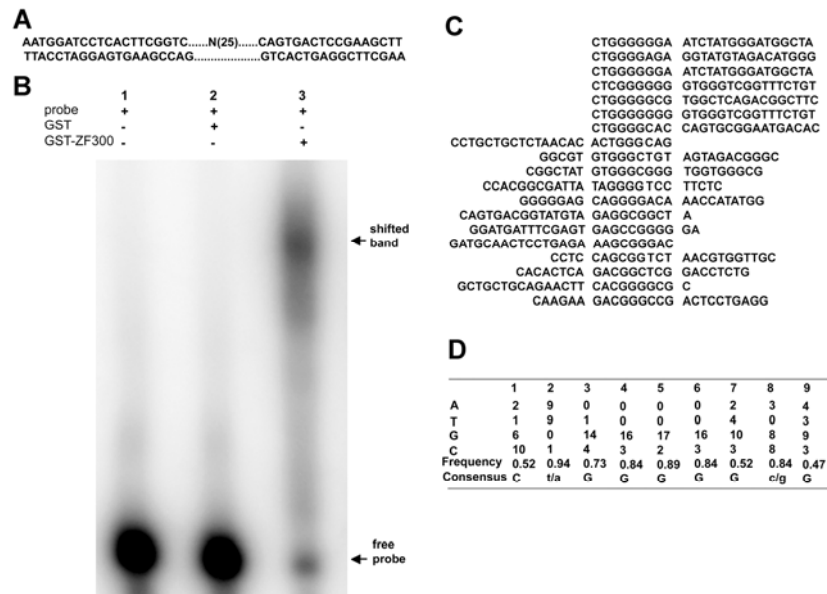 A
AATGGATCCTCACTTCGGTC......N(25)......CAGTGACTCCGAAGCTT
TTACCTAGGAGTGAAGCCAG.....................GTCACTGAGGCTTCGAA
B
1 2 3
probe + + +
GST - + -
GST-ZF300 - - +
shifted
band
free
probe
C
CTGGGGGGA AATCTATGGGATGGCTA
CTGGGGAGA GGTATGTAGACATGGG
CTGGGGGGA AATCTATGGGATGGCTA
CTCGGGGGG GTGGGTCGGTTTCTGT
CTGGGGGCG TGGCTCAGACGGCTTC
CTGGGGGGG GTGGGTCGGTTTCTGT
CTGGGGCAC CAGTGCGGAATGACAC
CCTGCTGCTCTAACAC ACTGGGCAG
GGCGT GTGGGCTGT AGTAGACGGGC
CGGCTAT GTGGGCGGG TGGTGGGCG
CCACGGCGATTA TAGGGGTCC TTCTC
GGGGGAG CAGGGGACA AACCATATGG
CAGTGACGGTATGTA GAGGCGGCT A
GGATGATTTCGAGT GAGCCGGGG GA
GATGCAACTCCTGAGA AAGCGGGAC
CCTC CAGCGGTCT AACGTGGTTGC
CACACTCA GACGGCTCG GACCTCTG
GCTGCTGCAGAACTT CACGGGGCG C
CAAGAA GACGGGCCG ACTCCTGAGG
D
1 2 3 4 5 6 7 8 9
A 2 9 0 0 0 0 2 3 4
T 1 9 1 0 0 0 4 0 3
G 6 0 14 16 17 16 10 8 9
C 10 1 4 3 2 3 3 8 3
Frequency 0.52 0.94 0.73 0.84 0.89 0.84 0.52 0.84 0.47
Consensus C t/a G G G G G c/g G